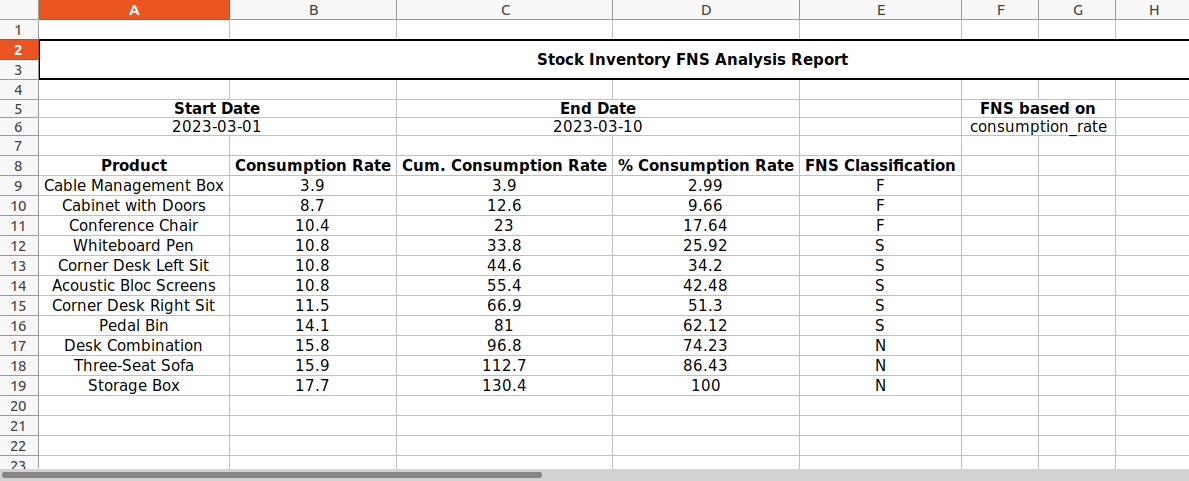 A B C D E F G H
1
2
Stock Inventory FNS Analysis Report
3
4
5 Start Date End Date FNS based on
6 2023-03-01 2023-03-10 consumption_rate
7
8 Product Consumption Rate Cum. Consumption Rate % Consumption Rate FNS Classification
9 Cable Management Box 3.9 3.9 2.99 F
10 Cabinet with Doors 8.7 12.6 9.66 F
11 Conference Chair 10.4 23 17.64 F
12 Whiteboard Pen 10.8 33.8 25.92 S
13 Corner Desk Left Sit 10.8 44.6 34.2 S
14 Acoustic Bloc Screens 10.8 55.4 42.48 S
15 Corner Desk Right Sit 11.5 66.9 51.3 S
16 Pedal Bin 14.1 81 62.12 S
17 Desk Combination 15.8 96.8 74.23 N
18 Three-Seat Sofa 15.9 112.7 86.43 N
19 Storage Box 17.7 130.4 100 N
20
21
22
23